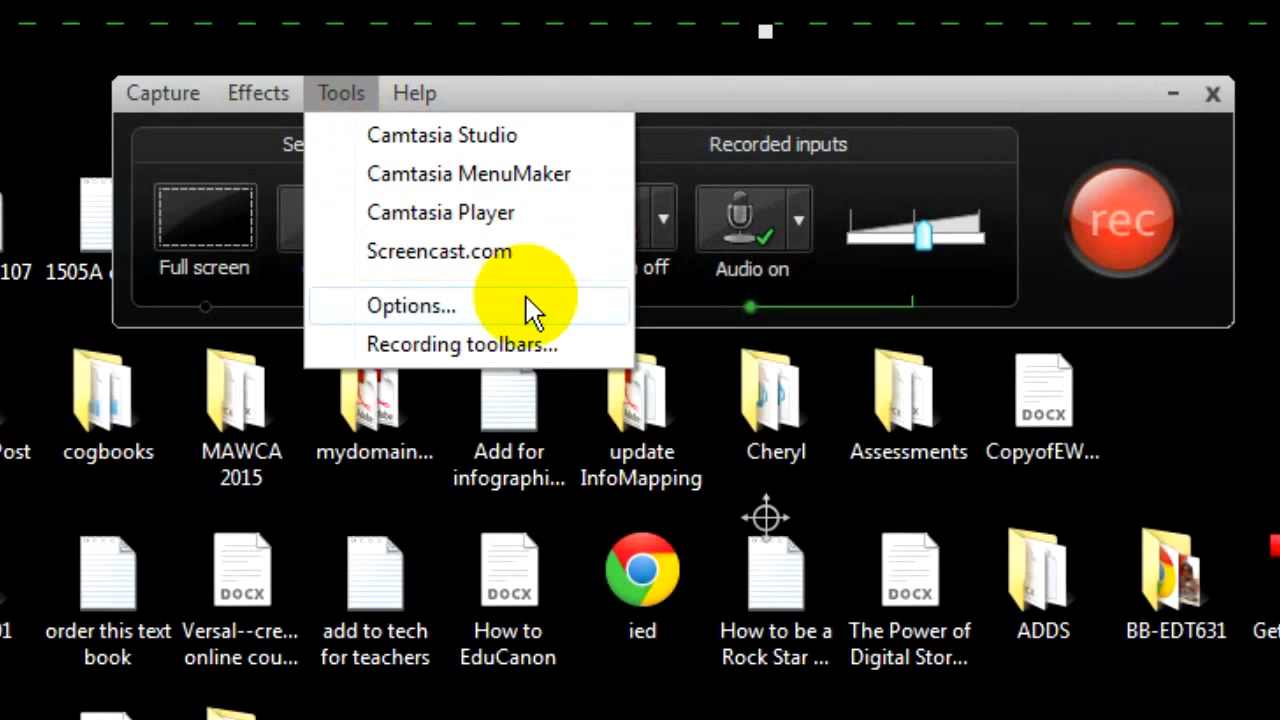 Capture Effects Tools Help
Camtasia Studio
Camtasia MenuMaker
Camtasia Player
Screencast.com
Options...
Recording toolbars...
Se
Recorded inputs
Full screen
off
Audio on
rec
107
1505A
Post
cogbooks
MAWCA
2015
mydomain...
Add for
infographi...
update
InfoMapping
Cheryl
Assessments
DOCX
CopyofEW...
order this text
book
DOCX
Versal--cre...
online cou...
add to tech
for teachers
DOCX
How to
EduCanon
ied
How to be a
Rock Star ...
DOCX
The Power of
Digital Stor...
ADDS
BB-EDT631